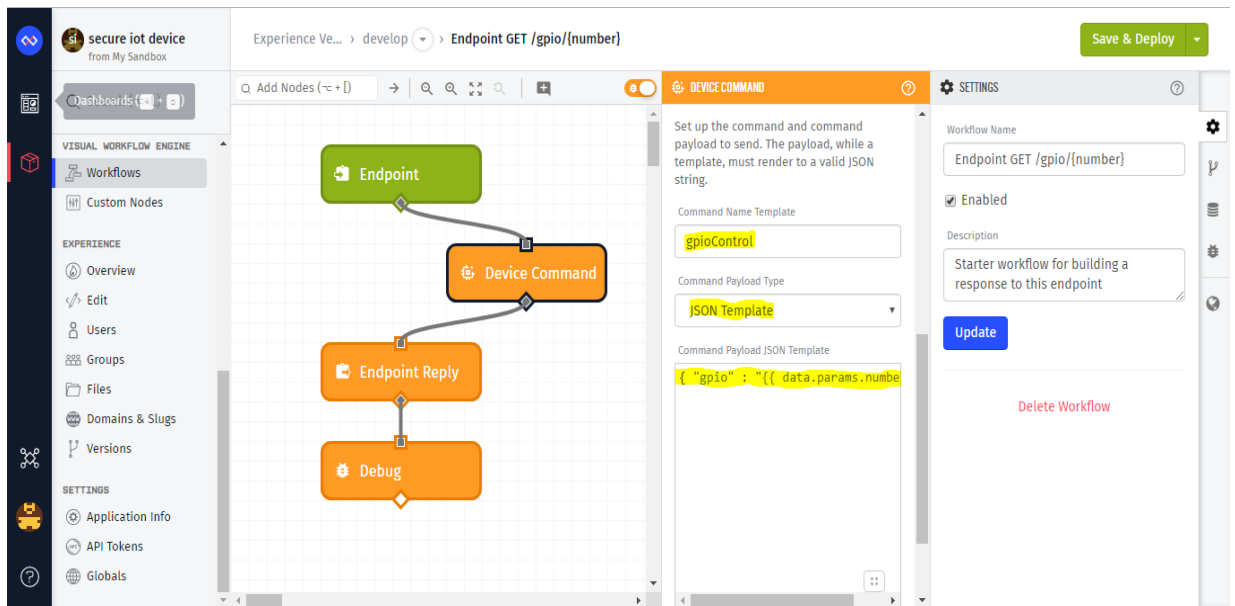 si
secure iot device
from My Sandbox
Experience Ve... › develop › Endpoint GET /gpio/{number}
Save & Deploy
Dashboards
VISUAL WORKFLOW ENGINE
Workflows
Custom Nodes
EXPERIENCE
Overview
Edit
Users
Groups
Files
Domains & Slugs
Versions
SETTINGS
Application Info
API Tokens
Globals
Add Nodes (⌥ + [)
Endpoint
Device Command
Endpoint Reply
Debug
DEVICE COMMAND
Set up the command and command
payload to send. The payload, while a
template, must render to a valid JSON
string.
Command Name Template
gpioControl
Command Payload Type
JSON Template
Command Payload JSON Template
{ "gpio" : "{{ data.params.numbe
SETTINGS
Workflow Name
Endpoint GET /gpio/{number}
Enabled
Description
Starter workflow for building a
response to this endpoint
Update
Delete Workflow